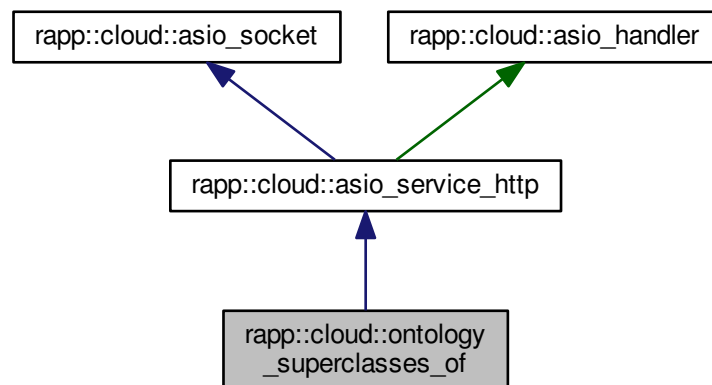 rapp::cloud::asio_socket
rapp::cloud::asio_handler
rapp::cloud::asio_service_http
rapp::cloud::ontology
_superclasses_of